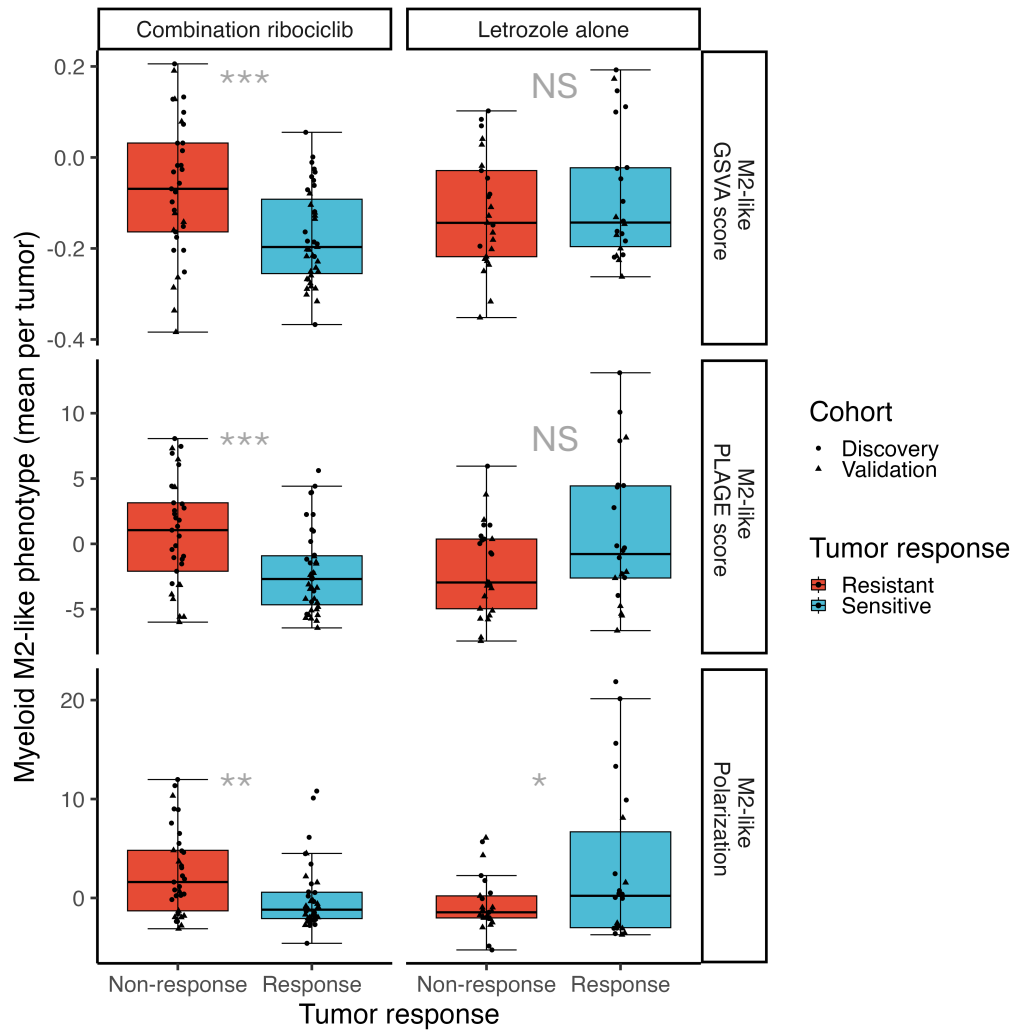 Combination ribociclib
Letrozole alone
Myeloid M2-like phenotype (mean per tumor)
0.2
0.0
-0.2
-0.4
***
NS
M2-like
GSVA score
10
5
0
-5
***
NS
M2-like
PLAGE score
20
10
0
**
*
M2-like
Polarization
Non-response
Response
Non-response
Response
Tumor response
Cohort
Discovery
Validation
Tumor response
Resistant
Sensitive